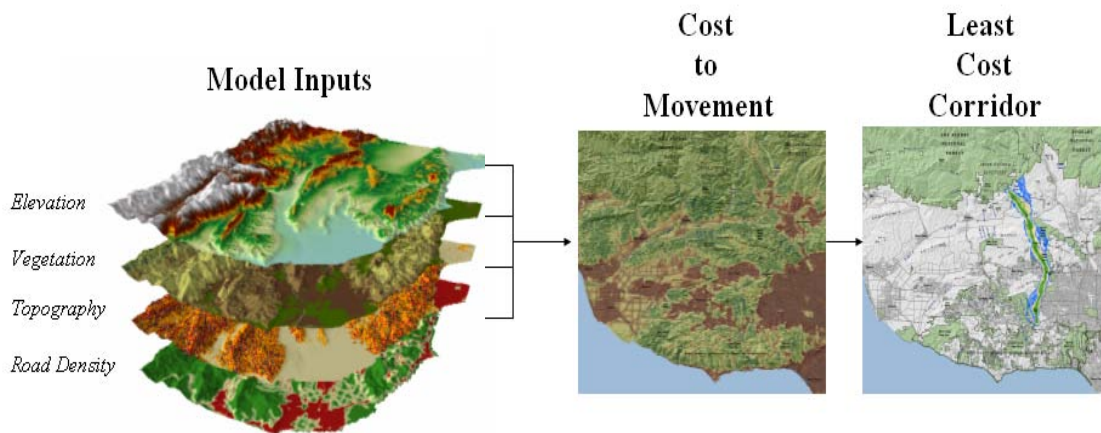 Model Inputs
Elevation
Vegetation
Topography
Road Density
Cost
to
Movement
Least
Cost
Corridor